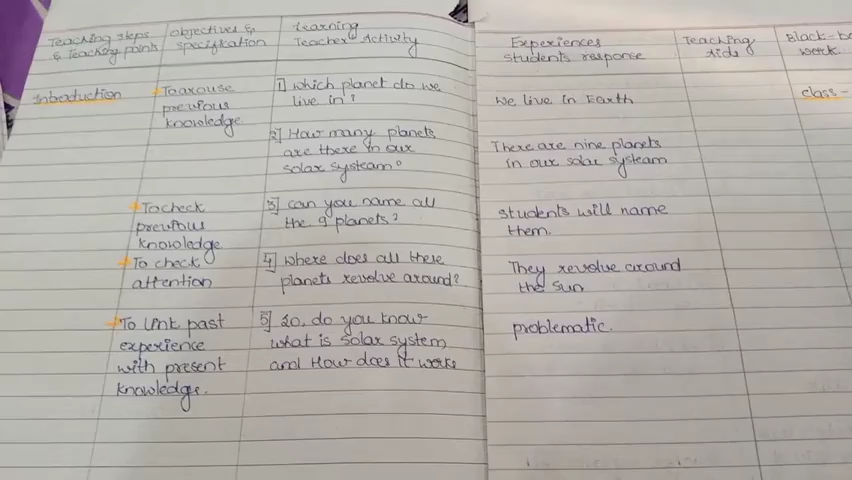 Teaching steps
& Teaching points
objectives &
specification
Learning
Teacher Activity
Experiences
students response
Teaching
Aids
Black-bo
work.
Introduction
To arouse
previous
knowledge
1] which planet do we
live in?
We live in Earth
class-
2] How many planets
are there in our
solar systeam?
There are nine planets
in our solar systeam
To check
previous
knowledge
3] can you name all
the 9 planets?
students will name
them.
To check
attention
4] where does all these
planets revolve around?
They revolve around
the sun
To link past
experience
with present
knowledge.
5] so, do you know
what is solar system
and How does it works
problematic.